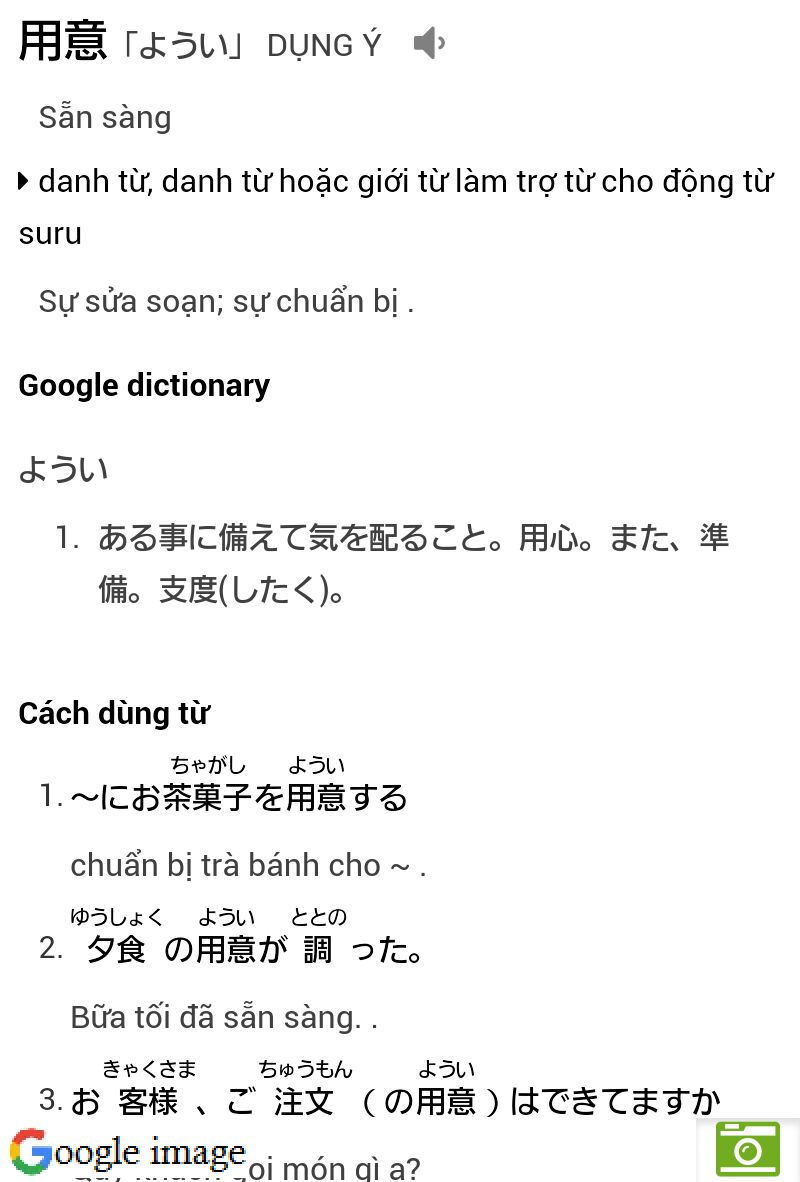 用意「ようい」 DỤNG Ý
Sẵn sàng
danh từ, danh từ hoặc giới từ làm trợ từ cho động từ
suru
Sự sửa soạn; sự chuẩn bị .
Google dictionary
ようい
1. ある事に備えて気を配ること。用心。また、準
備。支度(したく)。
Cách dùng từ
ちゃがし ようい
1. 〜にお茶菓子を用意する
chuẩn bị trà bánh cho ~ .
ゆうしょく ようい ととの
2. 夕食の用意が調った。
Bữa tối đã sẵn sàng. .
きゃくさま ちゅうもん ようい
3. お客様、ご注文(の用意)はできてますか
Google image
gọi món gì ạ?